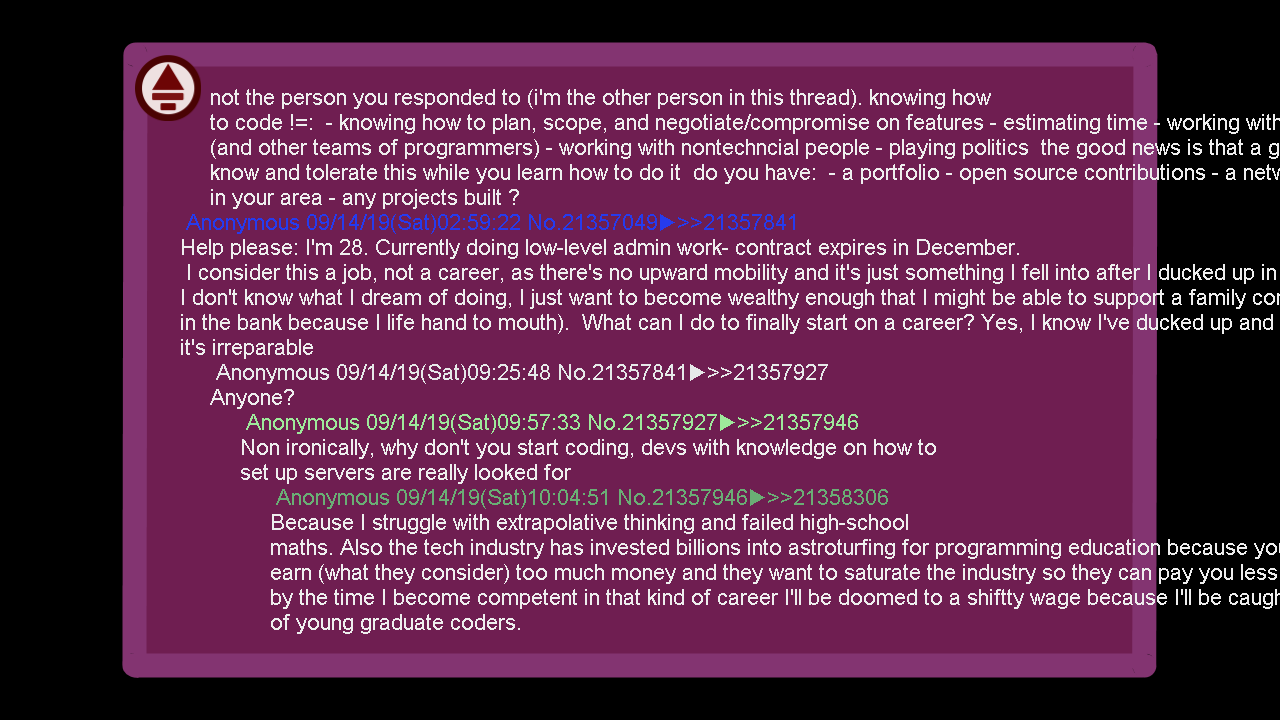 not the person you responded to (i'm the other person in this thread). knowing how
to code !=:  - knowing how to plan, scope, and negotiate/compromise on features - estimating time - working with
(and other teams of programmers) - working with nontechncial people - playing politics  the good news is that a
know and tolerate this while you learn how to do it  do you have:  - a portfolio - open source contributions - a
in your area - any projects built ?
Anonymous 09/14/19(Sat)02:59:22 No.21357049▶>>21357841
Help please: I'm 28. Currently doing low-level admin work- contract expires in December.
I consider this a job, not a career, as there's no upward mobility and it's just something I fell into after I ducked up in
I don't know what I dream of doing, I just want to become wealthy enough that I might be able to support a family
in the bank because I life hand to mouth).  What can I do to finally start on a career? Yes, I know I've ducked up and
it's irreparable
Anonymous 09/14/19(Sat)09:25:48 No.21357841▶>>21357927
Anyone?
Anonymous 09/14/19(Sat)09:57:33 No.21357927▶>>21357946
Non ironically, why don't you start coding, devs with knowledge on how to
set up servers are really looked for
Anonymous 09/14/19(Sat)10:04:51 No.21357946▶>>21358306
Because I struggle with extrapolative thinking and failed high-school
maths. Also the tech industry has invested billions into astroturfing for programming education because
earn (what they consider) too much money and they want to saturate the industry so they can pay you less
by the time I become competent in that kind of career I'll be doomed to a shiftty wage because I'll be
of young graduate coders.